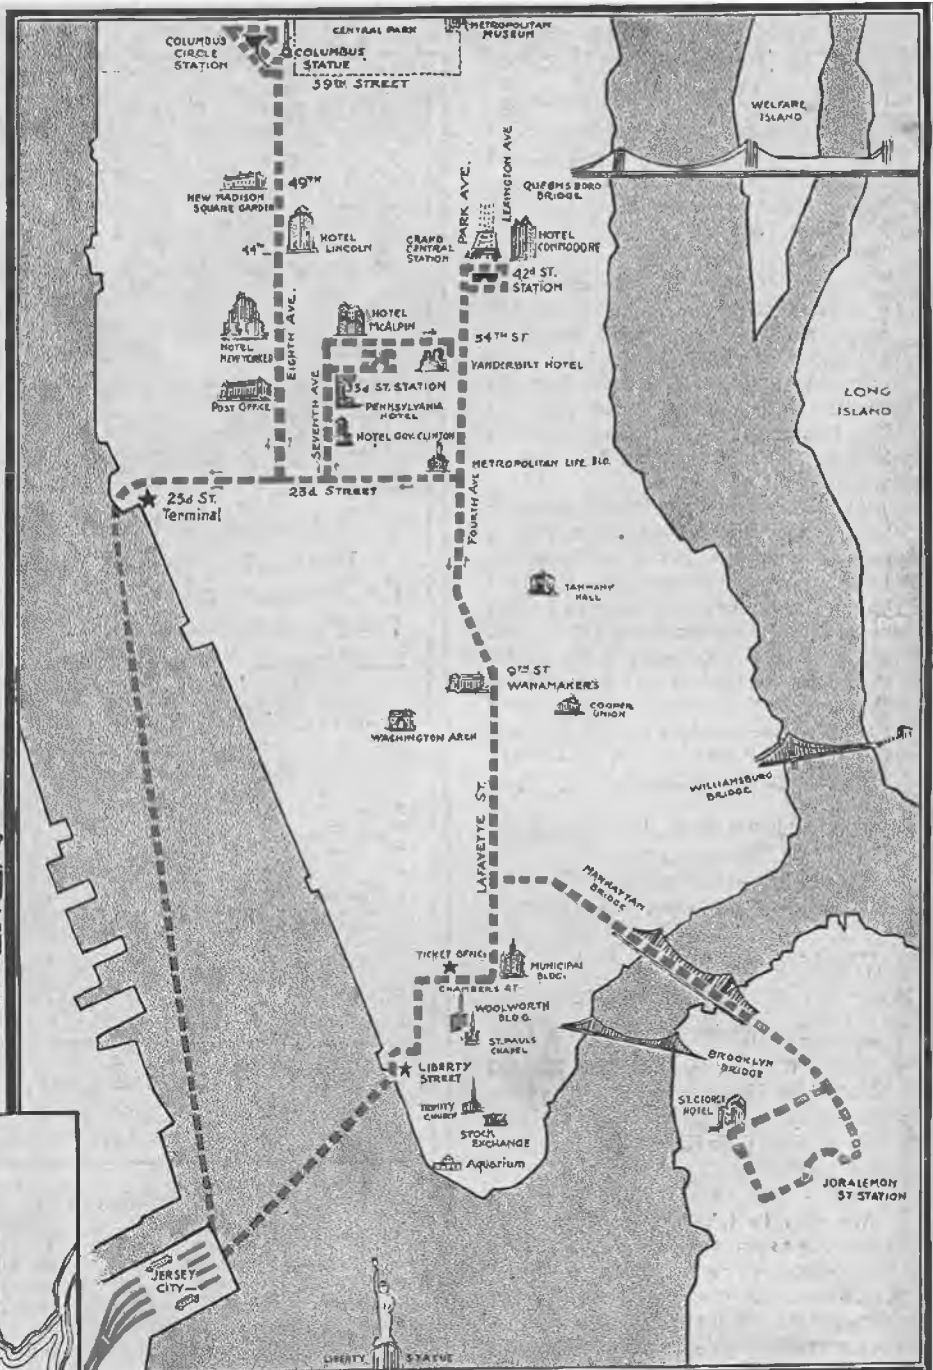 CENTRAL PARK
METROPOLITAN
MUSEUM
COLUMBUS
CIRCLE
STATION
COLUMBUS
STATUE
59TH STREET
WELFARE
ISLAND
49TH
NEW MADISON
SQUARE GARDEN
PARK AVE.
LEXINGTON AVE
QUEENSBORO
BRIDGE
44TH
HOTEL
LINCOLN
GRAND
CENTRAL
STATION
HOTEL
COMMODORE
42d ST.
STATION
HOTEL
NEW YORKER
EIGHTH AVE.
HOTEL
McALPIN
34TH ST
VANDERBILT HOTEL
POST OFFICE
SEVENTH AVE
33d ST. STATION
PENNSYLVANIA
HOTEL
HOTEL GOV. CLINTON
LONG
ISLAND
METROPOLITAN LIFE BLD.
23d ST.
Terminal
23d STREET
FOURTH AVE
TAMMANY
HALL
9TH ST
WANAMAKER'S
COOPER
UNION
WASHINGTON ARCH
WILLIAMSBURG
BRIDGE
LAFAYETTE ST.
MANHATTAN
BRIDGE
TICKET OFFICE
CHAMBERS ST
MUNICIPAL
BLDG.
WOOLWORTH
BLDG.
ST. PAULS
CHAPEL
LIBERTY
STREET
BROOKLYN
BRIDGE
ST. GEORGE
HOTEL
TRINITY
CHURCH
STOCK
EXCHANGE
Aquarium
JORALEMON
ST STATION
JERSEY
CITY
LIBERTY STATUE